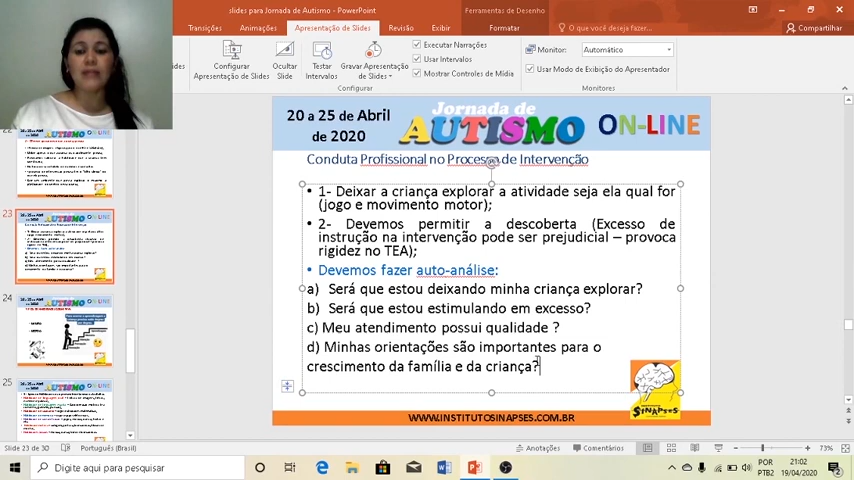 slides para Jornada de Autismo - PowerPoint
Ferramentas de Desenho
Transições
Animações
Apresentação de Slides
Revisão
Exibir
Formatar
O que você deseja fazer...
Compartilhar
Configurar Apresentação de Slides
Ocultar Slide
Testar Intervalos
Gravar Apresentação de Slides
Executar Narrações
Usar Intervalos
Mostrar Controles de Mídia
Configurar
Monitor:
Automático
Usar Modo de Exibição do Apresentador
Monitores
20 a 25 de Abril
de 2020
Jornada de
AUTISMO
ON-LINE
Conduta Profissional no Processo de Intervenção
• 1- Deixar a criança explorar a atividade seja ela qual for
(jogo e movimento motor);
• 2- Devemos permitir a descoberta (Excesso de
instrução na intervenção pode ser prejudicial – provoca
rigidez no TEA);
• Devemos fazer auto-análise:
a) Será que estou deixando minha criança explorar?
b) Será que estou estimulando em excesso?
c) Meu atendimento possui qualidade ?
d) Minhas orientações são importantes para o
crescimento da família e da criança?
Instituto
SINAPSES
WWW.INSTITUTOSINAPSES.COM.BR
22
23
24
25
Slide 23 de 30
Português (Brasil)
Anotações
Comentários
73%
Digite aqui para pesquisar
POR
PTB2
21:02
19/04/2020
2